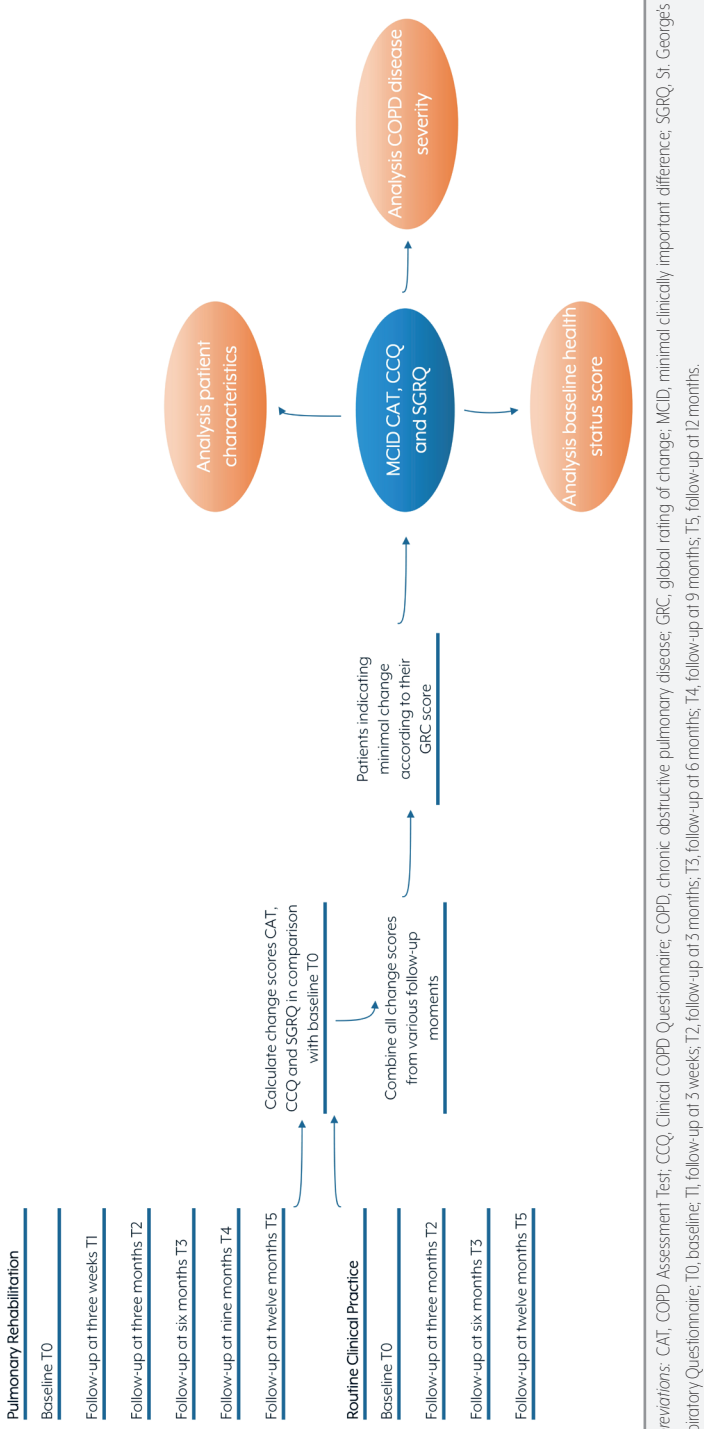 Pulmonary Rehabilitation
Baseline T0
Follow-up at three weeks T1
Follow-up at three months T2
Follow-up at six months T3
Follow-up at nine months T4
Follow-up at twelve months T5
Routine Clinical Practice
Baseline T0
Follow-up at three months T2
Follow-up at six months T3
Follow-up at twelve months T5
Calculate change scores CAT,
CCQ and SGRQ in comparison
with baseline T0
Combine all change scores
from various follow-up
moments
Patients indicating
minimal change
according to their
GRC score
MCID CAT, CCQ
and SGRQ
Analysis patient
characteristics
Analysis COPD disease
severity
Analysis baseline health
status score
reviations: CAT, COPD Assessment Test; CCQ, Clinical COPD Questionnaire; COPD, chronic obstructive pulmonary disease; GRC, global rating of change; MCID, minimal clinically important difference; SGRQ, St. George's
piratory Questionnaire; T0, baseline; T1, follow-up at 3 weeks; T2, follow-up at 3 months; T3, follow-up at 6 months; T4, follow-up at 9 months; T5, follow-up at 12 months.